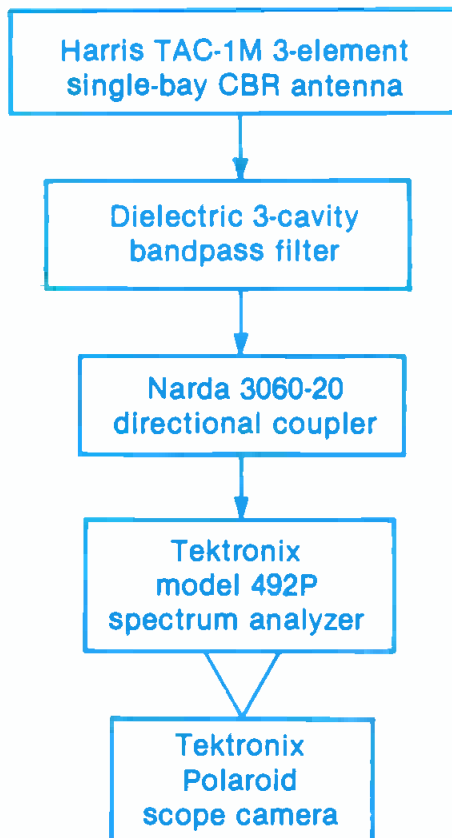 Harris TAC-1M 3-element
single-bay CBR antenna
Dielectric 3-cavity
bandpass filter
Narda 3060-20
directional coupler
Tektronix
model 492P
spectrum analyzer
Tektronix
Polaroid
scope camera